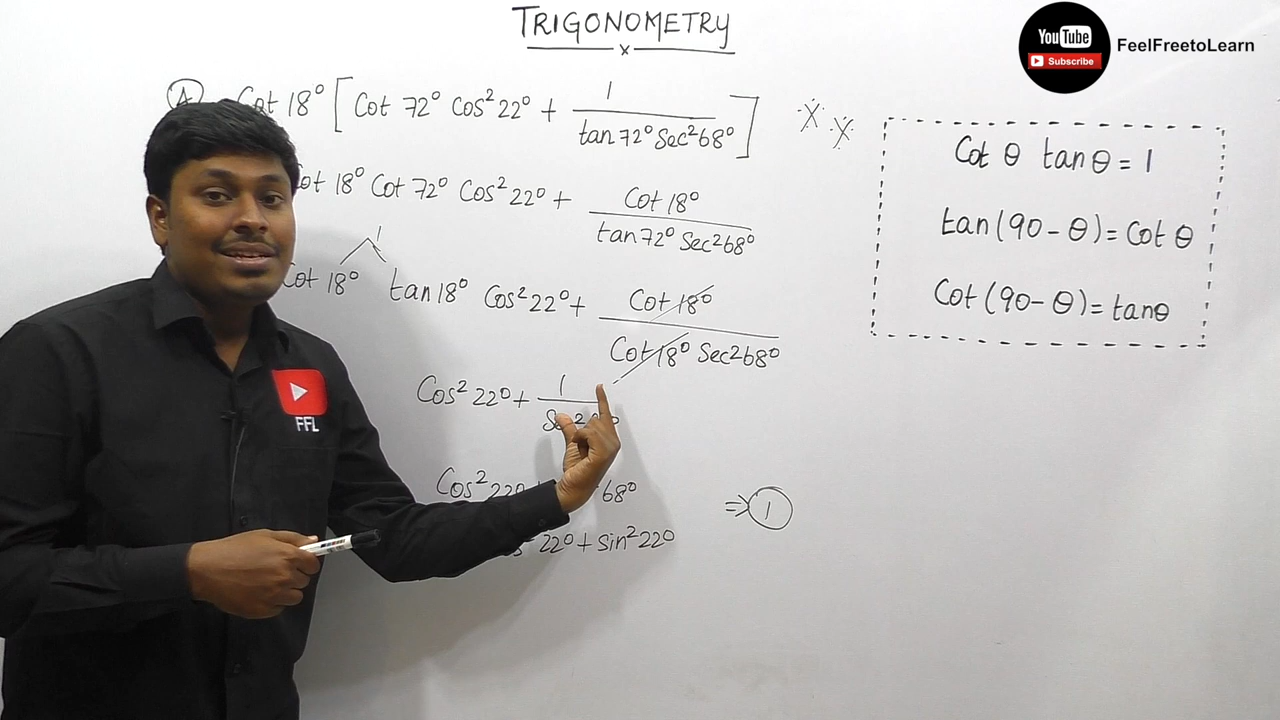 TRIGONOMETRY
x
YouTube
Subscribe
FeelFreetoLearn
A Cot 18° [Cot 72° Cos² 22° + 1 / tan 72° Sec² 68°]
Cot 18° Cot 72° Cos² 22° + Cot 18° / tan 72° Sec² 68°
1
Cot 18° tan 18° Cos² 22° + Cot 18° / Cot 18° Sec² 68°
Cos² 22° + 1 /
Cos² 22° 68°
22° + sin² 22°
⇒ 1
Cot θ tan θ = 1
tan (90 - θ) = Cot θ
Cot (90 - θ) = tan θ
FFL